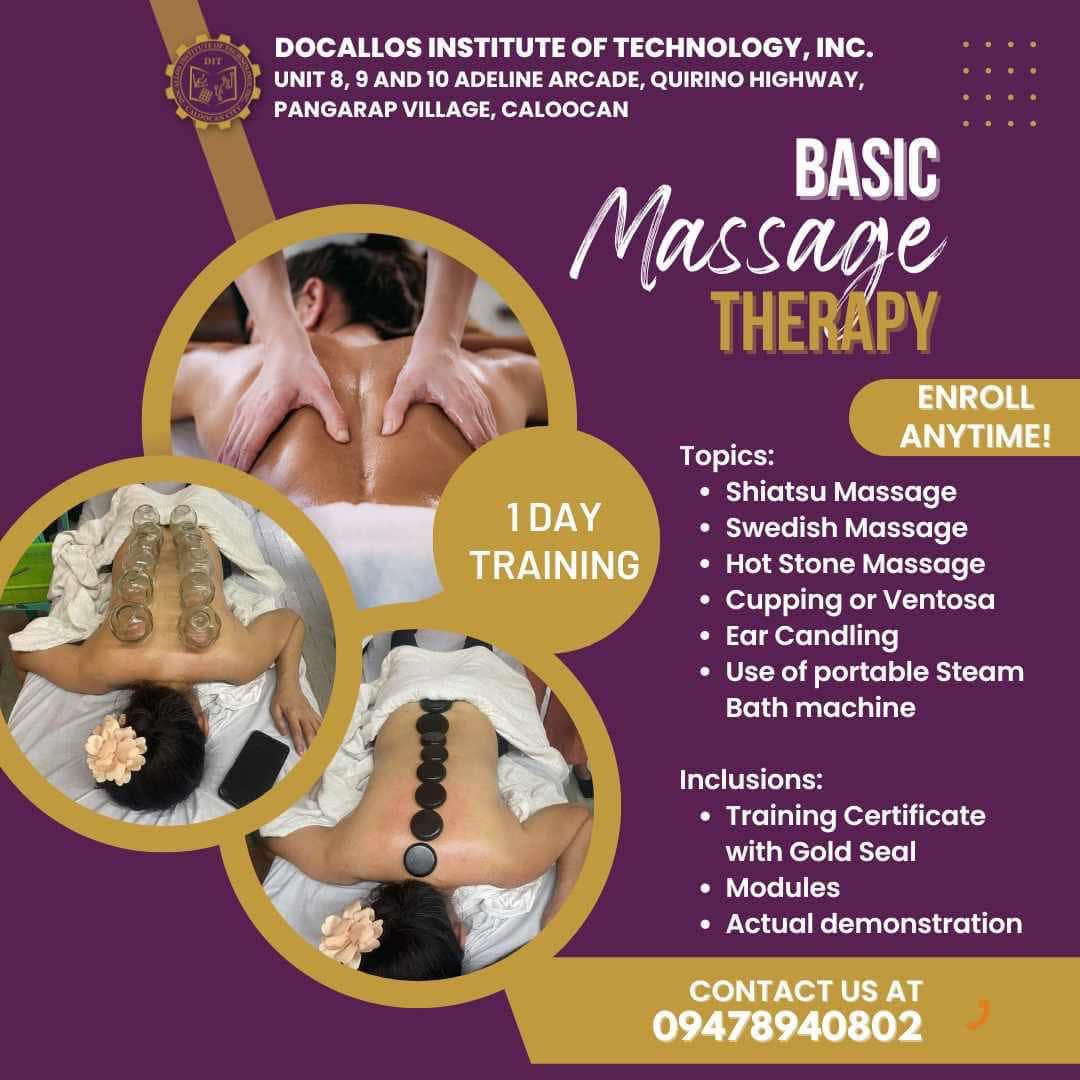 DOCALLOS INSTITUTE OF TECHNOLOGY, INC.
UNIT 8, 9 AND 10 ADELINE ARCADE, QUIRINO HIGHWAY,
PANGARAP VILLAGE, CALOOCAN
DIT
BASIC
Massage
THERAPY
ENROLL
ANYTIME!
1 DAY
TRAINING
Topics:
• Shiatsu Massage
• Swedish Massage
• Hot Stone Massage
• Cupping or Ventosa
• Ear Candling
• Use of portable Steam
Bath machine
Inclusions:
• Training Certificate
with Gold Seal
• Modules
• Actual demonstration
CONTACT US AT
09478940802